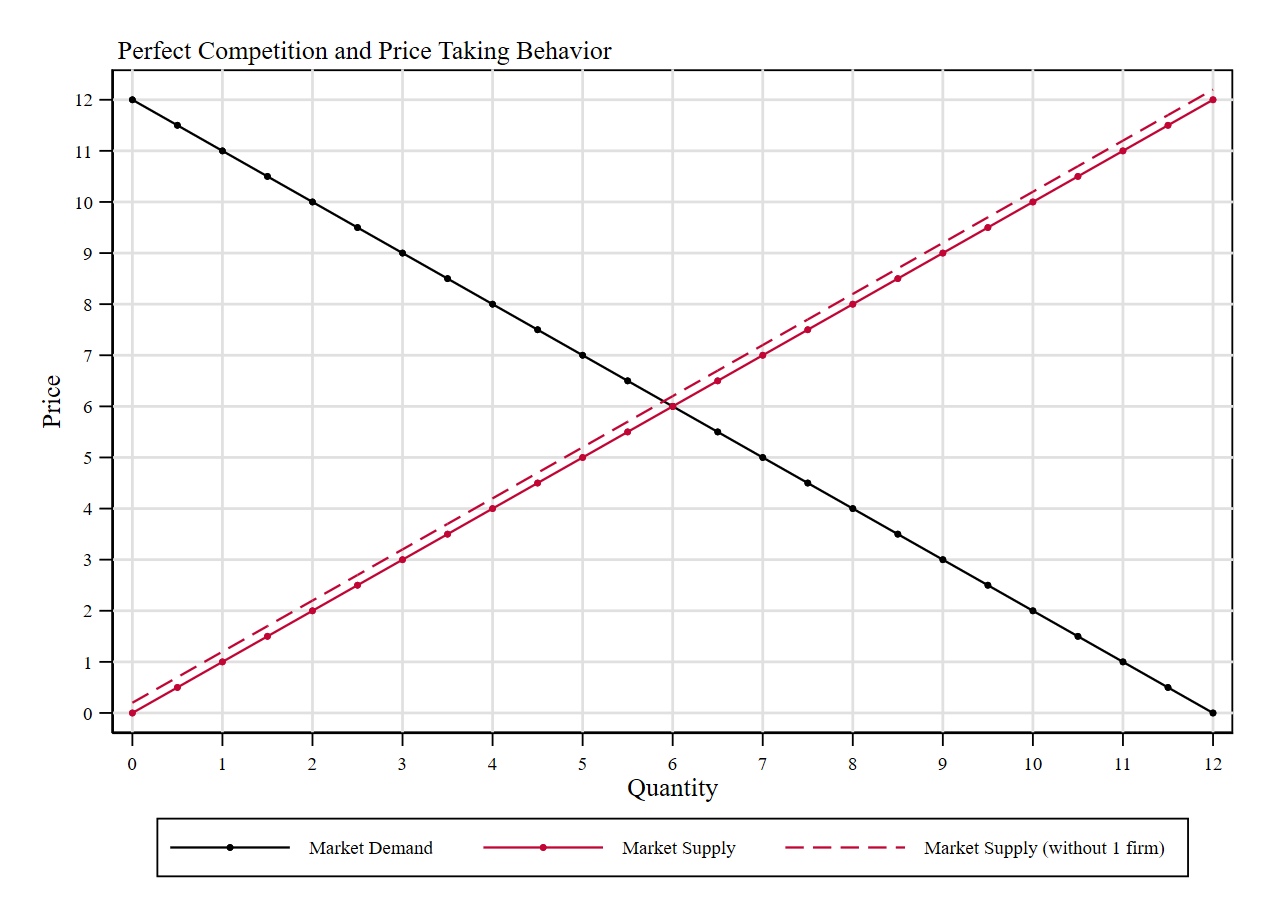 Perfect Competition and Price Taking Behavior
12
11
10
9
8
7
6
5
4
3
2
1
0
Price
0 1 2 3 4 5 6 7 8 9 10 11 12
Quantity
Market Demand Market Supply Market Supply (without 1 firm)